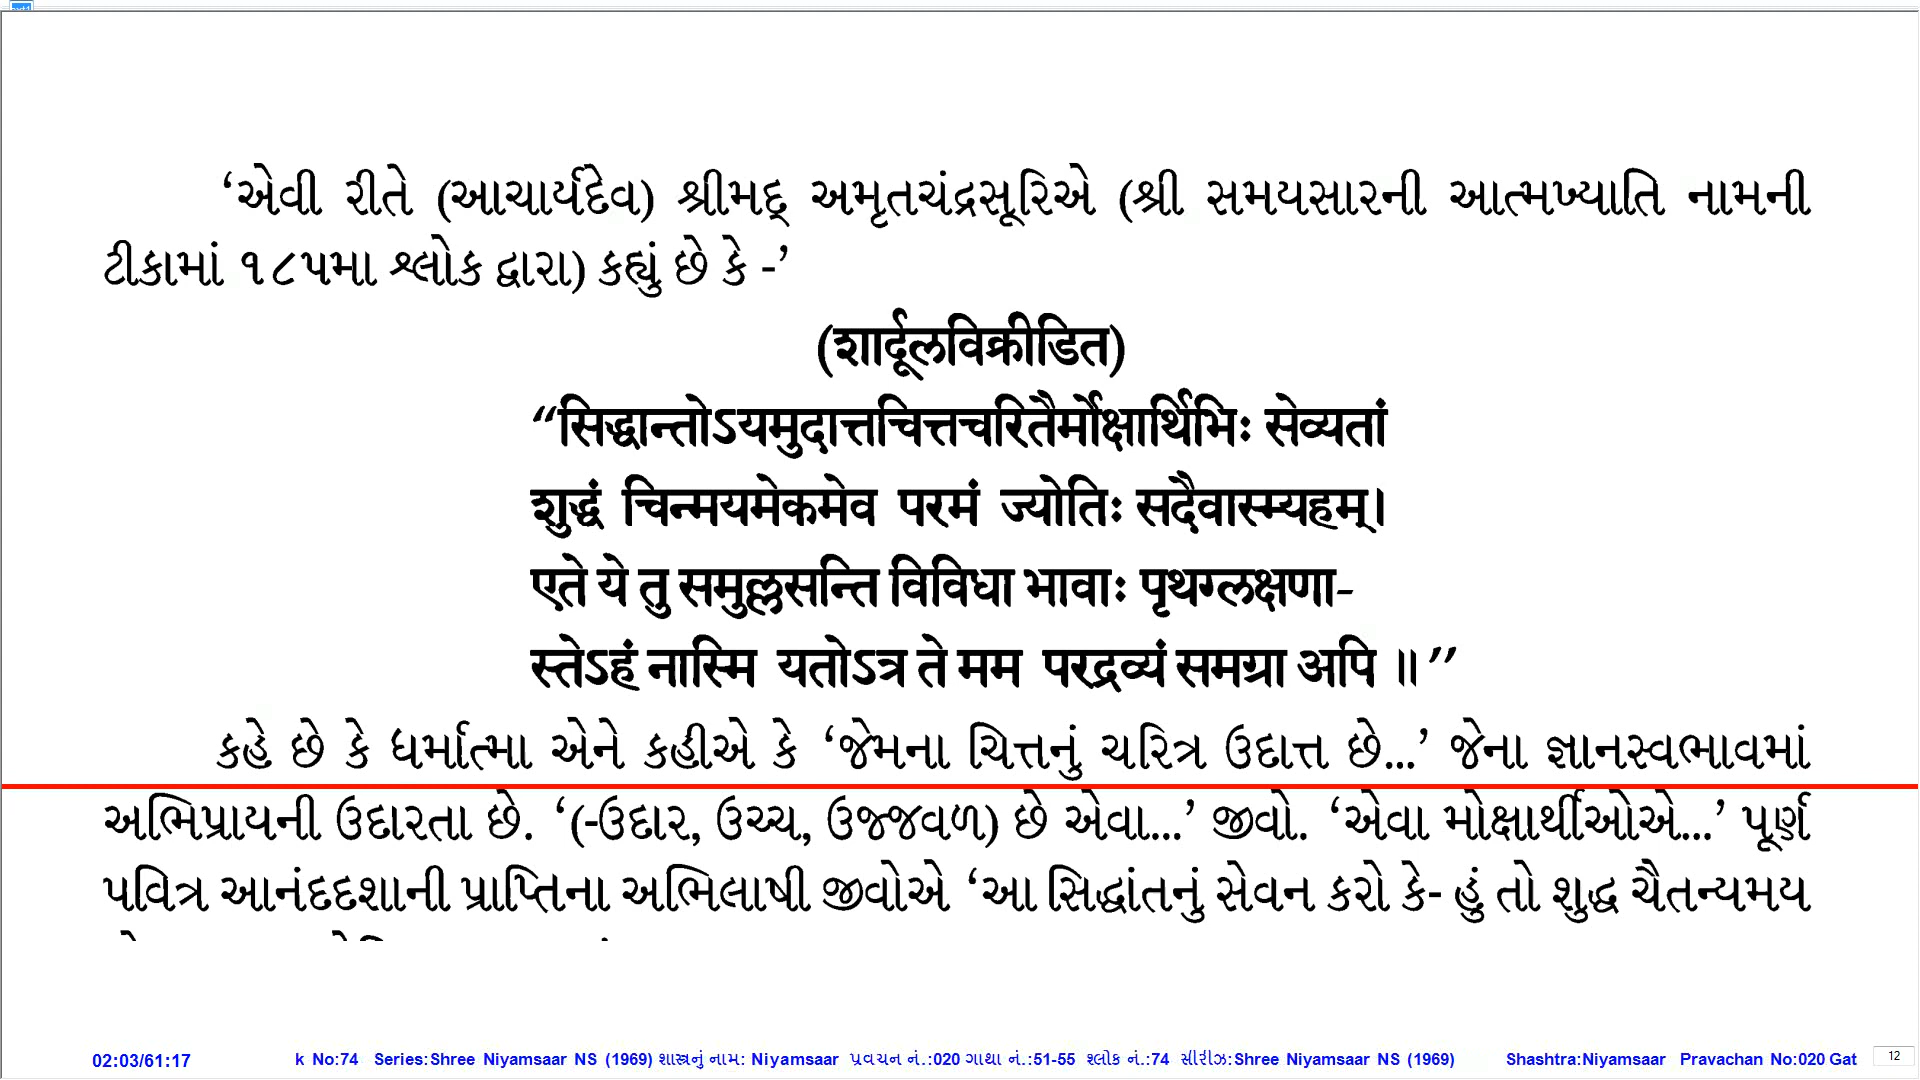 ‘એવી રીતે (આચાર્યદેવ) શ્રીમદ્ અમૃતચંદ્રસૂરિએ (શ્રી સમયસારની આત્મખ્યાતિ નામની
ટીકામાં ૧૮૫મા શ્લોક દ્વારા) કહ્યું છે કે -’
(शार्दूलविक्रीडित)
“सिद्धान्तोऽयमुदात्तचित्तचरितैर्मोक्षार्थिभिः सेव्यतां
शुद्धं चिन्मयमेकमेव परमं ज्योतिः सदैवास्म्यहम्।
एते ये तु समुल्लसन्ति विविधा भावाः पृथग्लक्षणा-
स्तेऽहं नास्मि यतोऽत्र ते मम परद्रव्यं समग्रा अपि ॥”
કહે છે કે ધર્માત્મા એને કહીએ કે ‘જેમના ચિત્તનું ચરિત્ર ઉદાત્ત છે...’ જેના જ્ઞાનસ્વભાવમાં
અભિપ્રાયની ઉદારતા છે. ‘(-ઉદાર, ઉચ્ચ, ઉજ્જવળ) છે એવા...’ જીવો. ‘એવા મોક્ષાર્થીઓએ...’ પૂર્ણ
પવિત્ર આનંદદશાની પ્રાપ્તિના અભિલાષી જીવોએ ‘આ સિદ્ધાંતનું સેવન કરો કે- હું તો શુદ્ધ ચૈતન્યમય
02:03/61:17 k No:74 Series:Shree Niyamsaar NS (1969) શાસ્ત્રનું નામ: Niyamsaar પ્રવચન નં.:020 ગાથા નં.:51-55 શ્લોક નં.:74 સીરીઝ:Shree Niyamsaar NS (1969) Shashtra:Niyamsaar Pravachan No:020 Gat 12